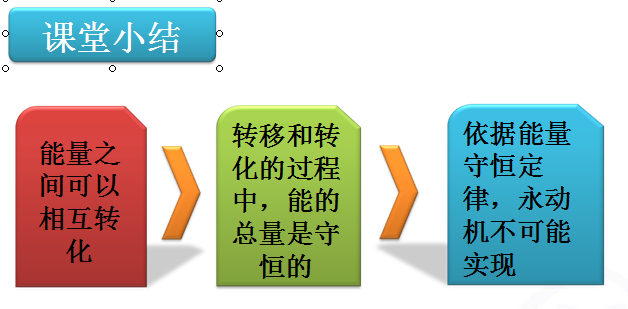 课堂小结
能量之
间可以
相互转
化
转移和转
化的过程
中，能的
总量是守
恒的
依据能量
守恒定
律，永动
机不可能
实现